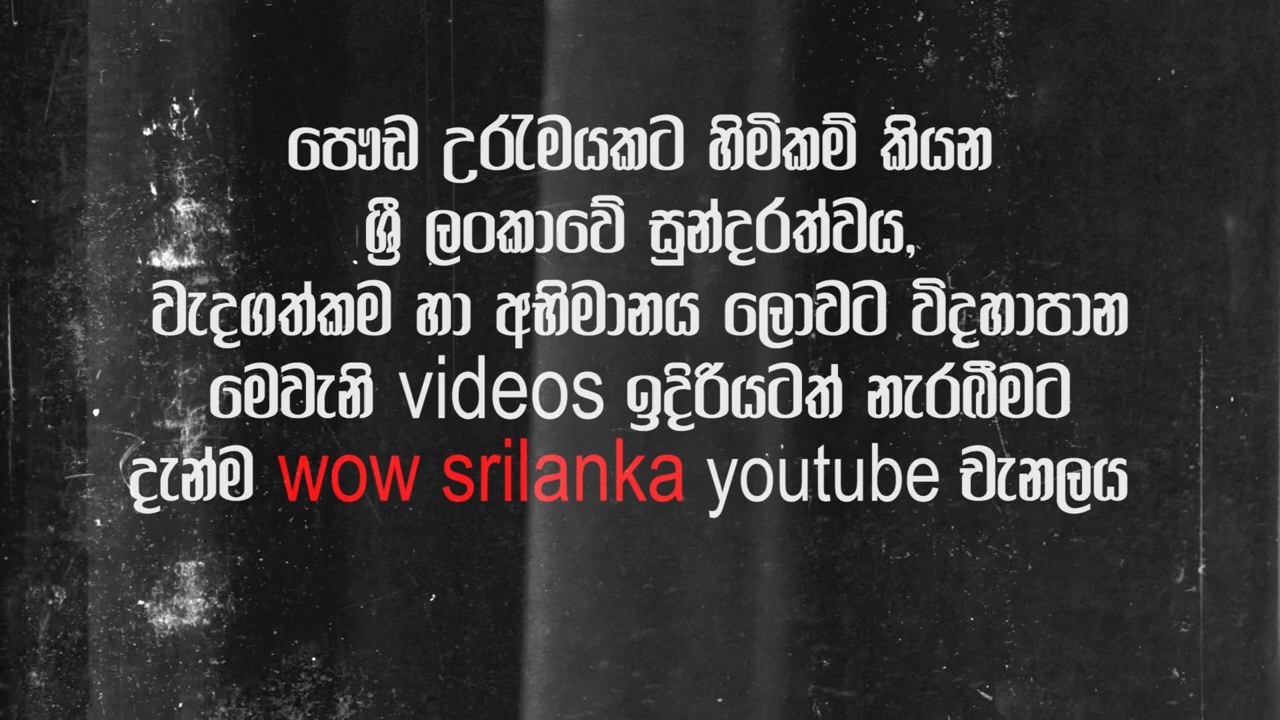 පෞඩ උරැමයකට හිමිකම් කියන
ශ්‍රී ලංකාවේ සුන්දරත්වය,
වැදගත්කම හා අභිමානය ලොවට විදහාපාන
මෙවැනි videos ඉදිරියටත් නැරඹීමට
දැන්ම wow srilanka youtube චැනලය